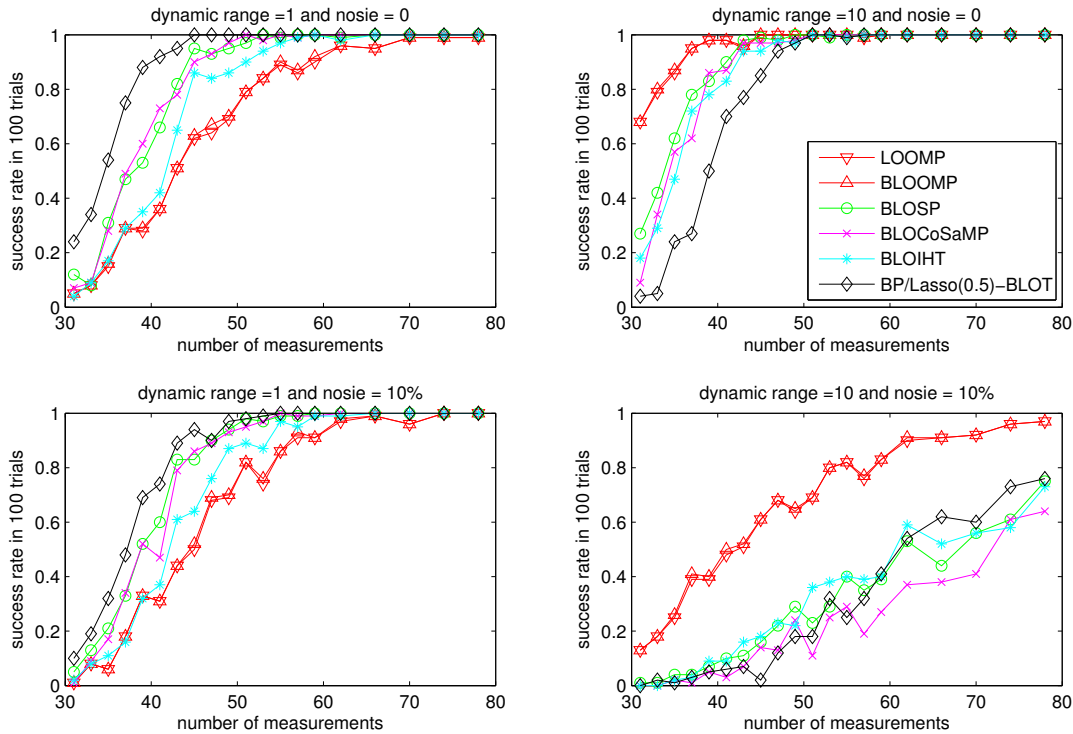 dynamic range =1 and nosie = 0
success rate in 100 trials
1
0.8
0.6
0.4
0.2
0
30 40 50 60 70 80
number of measurements
dynamic range =10 and nosie = 0
success rate in 100 trials
1
0.8
0.6
0.4
0.2
0
LOOMP
BLOOMP
BLOSP
BLOCoSaMP
BLOIHT
BP/Lasso(0.5)−BLOT
30 40 50 60 70 80
number of measurements
dynamic range =1 and nosie = 10%
success rate in 100 trials
1
0.8
0.6
0.4
0.2
0
30 40 50 60 70 80
number of measurements
dynamic range =10 and nosie = 10%
success rate in 100 trials
1
0.8
0.6
0.4
0.2
0
30 40 50 60 70 80
number of measurements